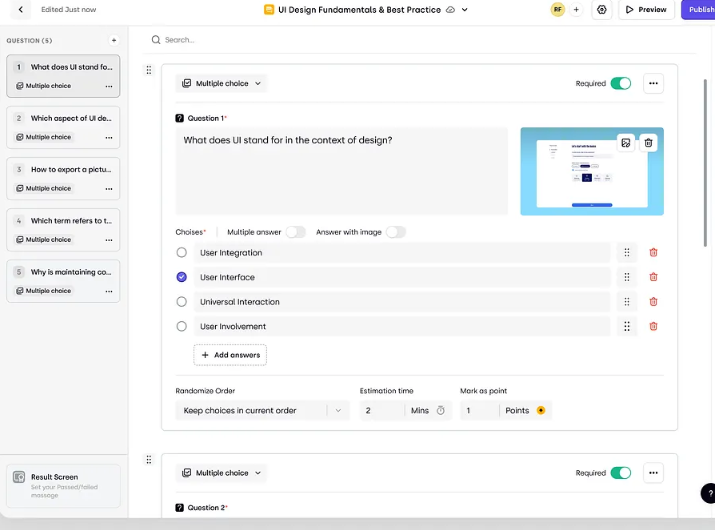 Edited Just now
UI Design Fundamentals & Best Practice
RF
+
Preview
Publish
QUESTION (5)
+
1 What does UI stand fo...
Multiple choice
2 Which aspect of UI de...
Multiple choice
3 How to export a pictu...
Multiple choice
4 Which term refers to t...
Multiple choice
5 Why is maintaining co...
Multiple choice
Result Screen
Set your Passed/failed
message
Search...
Multiple choice
Required
Question 1*
What does UI stand for in the context of design?
Choises*
Multiple answer
Answer with image
User Integration
User Interface
Universal Interaction
User Involvement
+ Add answers
Randomize Order
Estimation time
Mark as point
Keep choices in current order
2 Mins
1 Points
Multiple choice
Required
Question 2*
?